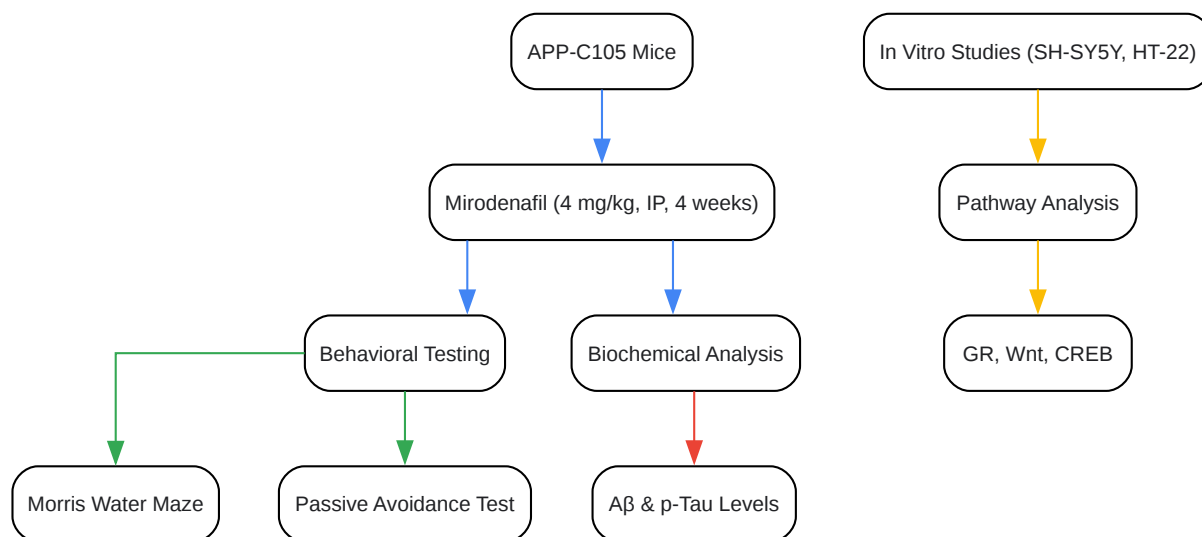 APP-C105 Mice
In Vitro Studies (SH-SY5Y, HT-22)
Mirodenafil (4 mg/kg, IP, 4 weeks)
Pathway Analysis
Behavioral Testing
Biochemical Analysis
GR, Wnt, CREB
Morris Water Maze
Passive Avoidance Test
Aβ & p-Tau Levels